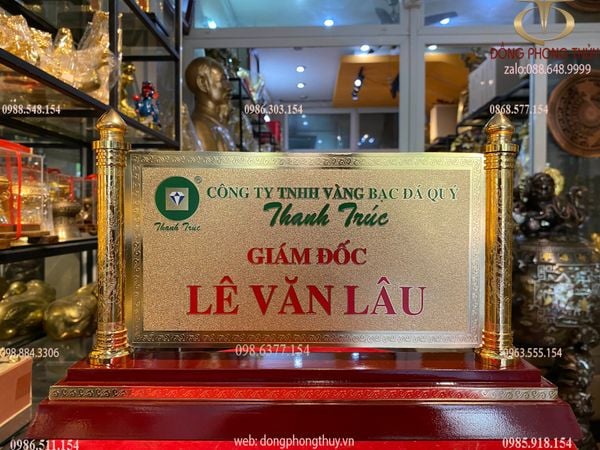 ĐỒNG PHONG THỦY
zalo:088.648.9999
0988.548.154
0986.303.154
0868.577.154
®
CÔNG TY TNHH VÀNG BẠC ĐÁ QUÝ
Thanh Trúc
Thanh Truc
GIÁM ĐỐC
LÊ VĂN LÂU
098.884.3306
098.6377.154
0963.555.154
0986.511.154
web: dongphongthuy.vn
0985.918.154